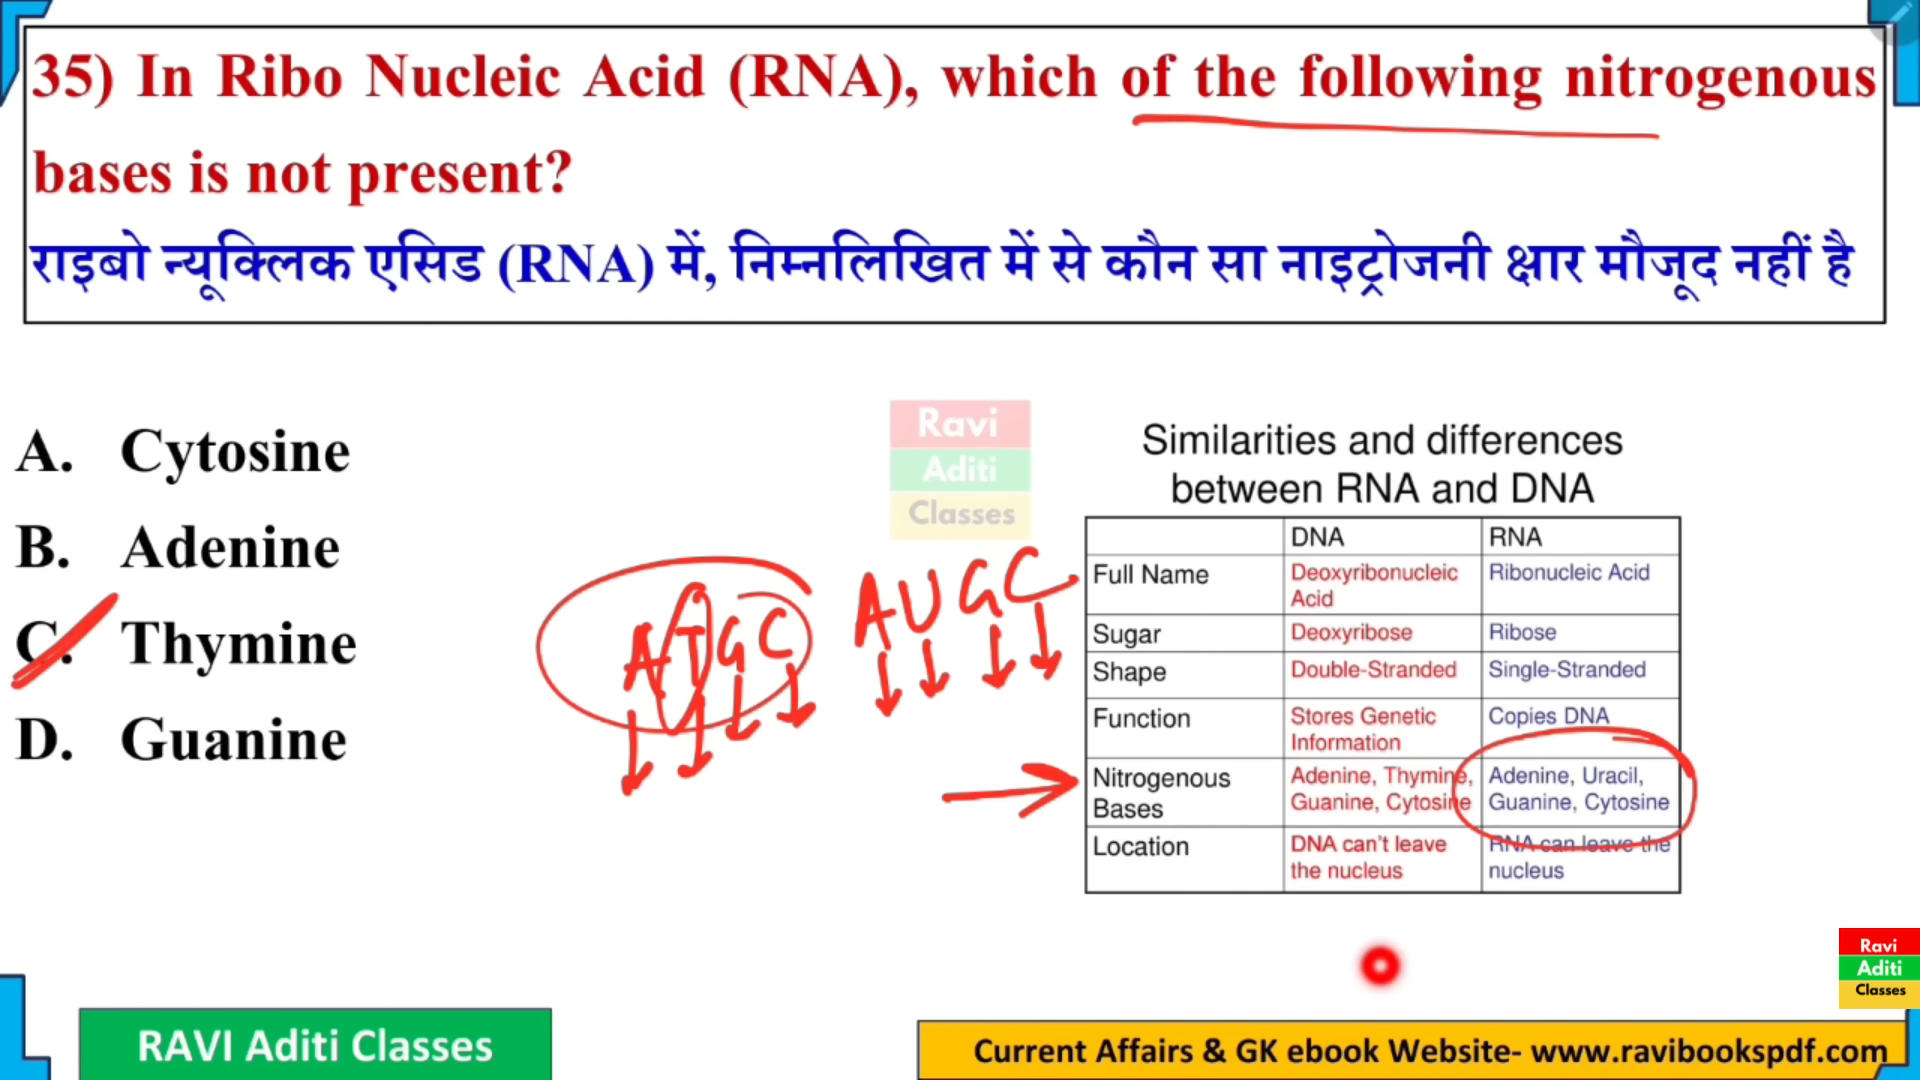 35) In Ribo Nucleic Acid (RNA), which of the following nitrogenous
bases is not present?
राइबो न्यूक्लिक एसिड (RNA) में, निम्नलिखित में से कौन सा नाइट्रोजनी क्षार मौजूद नहीं है
A. Cytosine
B. Adenine
C. Thymine
D. Guanine
Ravi
Aditi
Classes
A T G C
A U G C
Similarities and differences
between RNA and DNA
DNA RNA
Full Name Deoxyribonucleic Ribonucleic Acid
Acid
Sugar Deoxyribose Ribose
Shape Double-Stranded Single-Stranded
Function Stores Genetic Copies DNA
Information
Nitrogenous Adenine, Thymine, Adenine, Uracil,
Bases Guanine, Cytosine Guanine, Cytosine
Location DNA can't leave RNA can leave the
the nucleus nucleus
Ravi
Aditi
Classes
RAVI Aditi Classes
Current Affairs & GK ebook Website- www.ravibookspdf.com